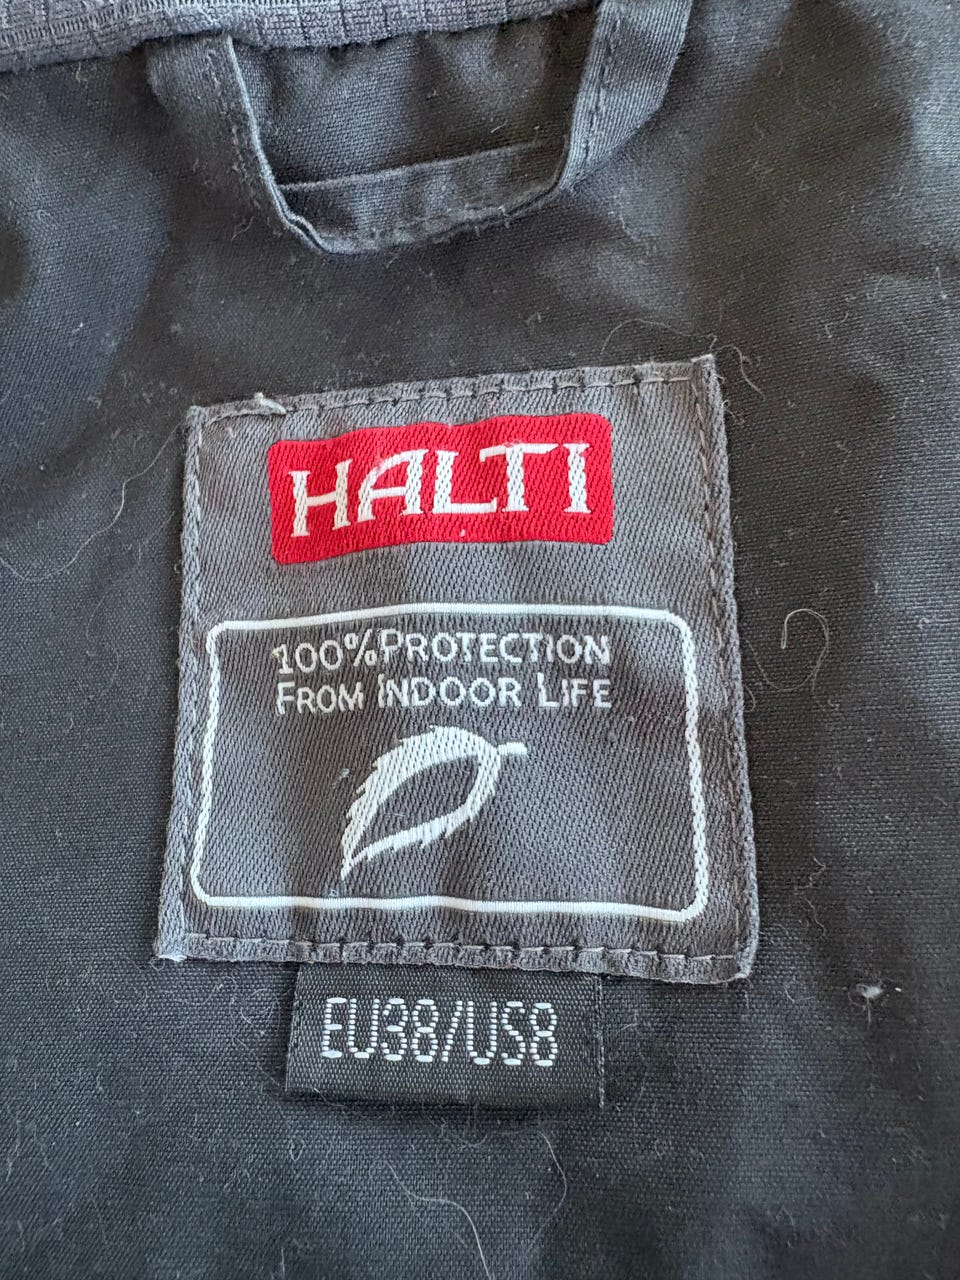 HALTI
100% PROTECTION
FROM INDOOR LIFE
EU38/US8